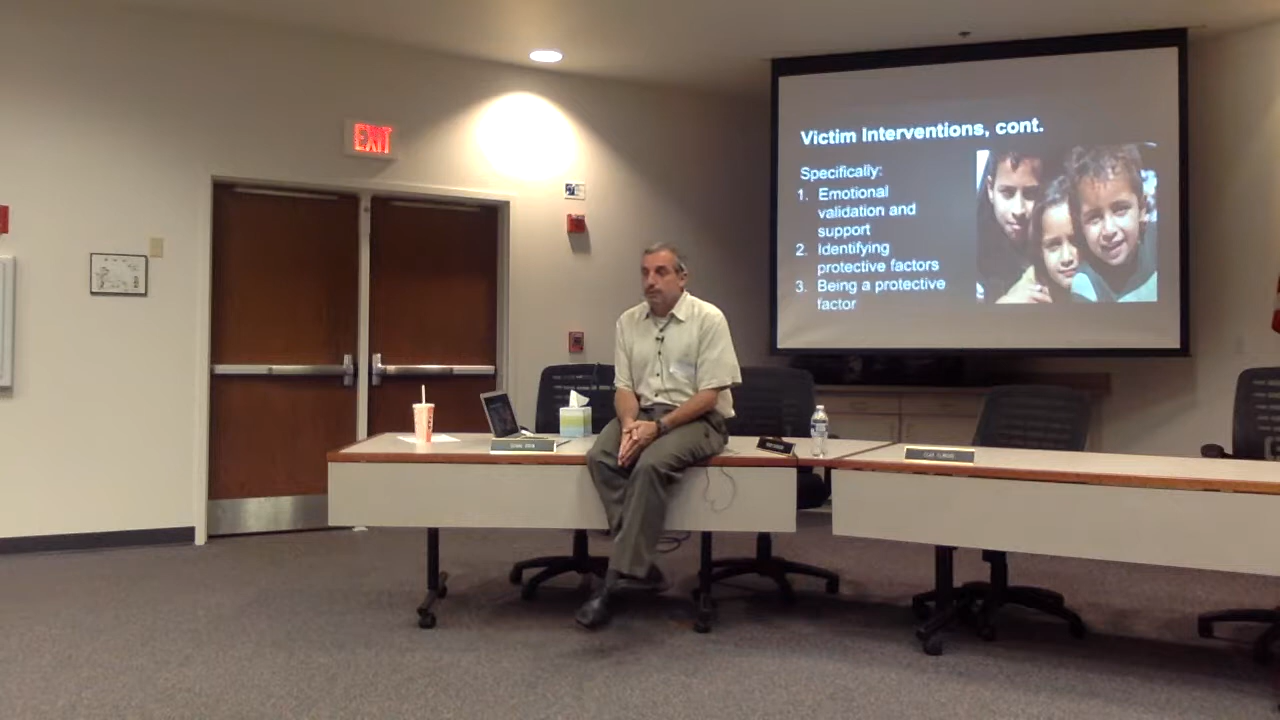 EXIT
Victim Interventions, cont.
Specifically:
1. Emotional
validation and
support
2. Identifying
protective factors
3. Being a protective
factor